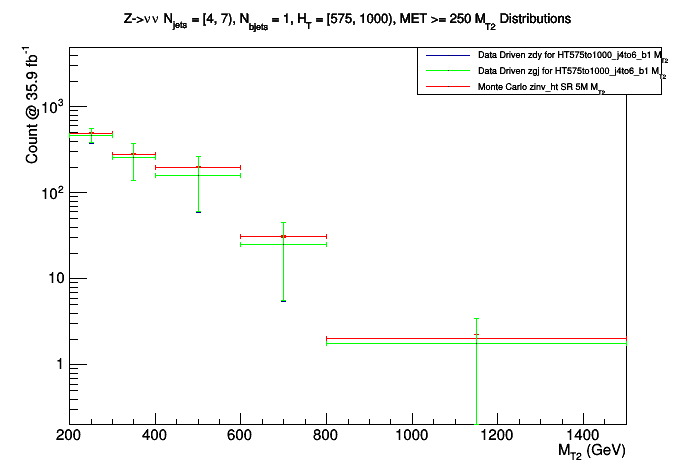 Z->νν N_jets = [4, 7), N_bjets = 1, H_T = [575, 1000), MET >= 250 M_T2 Distributions
Data Driven zdy for HT575to1000_j4to6_b1 M_T2
Data Driven zgj for HT575to1000_j4to6_b1 M_T2
Monte Carlo zinv_ht SR 5M M_T2
Count @ 35.9 fb^-1
10^3
10^2
10
1
200 400 600 800 1000 1200 1400
M_T2 (GeV)